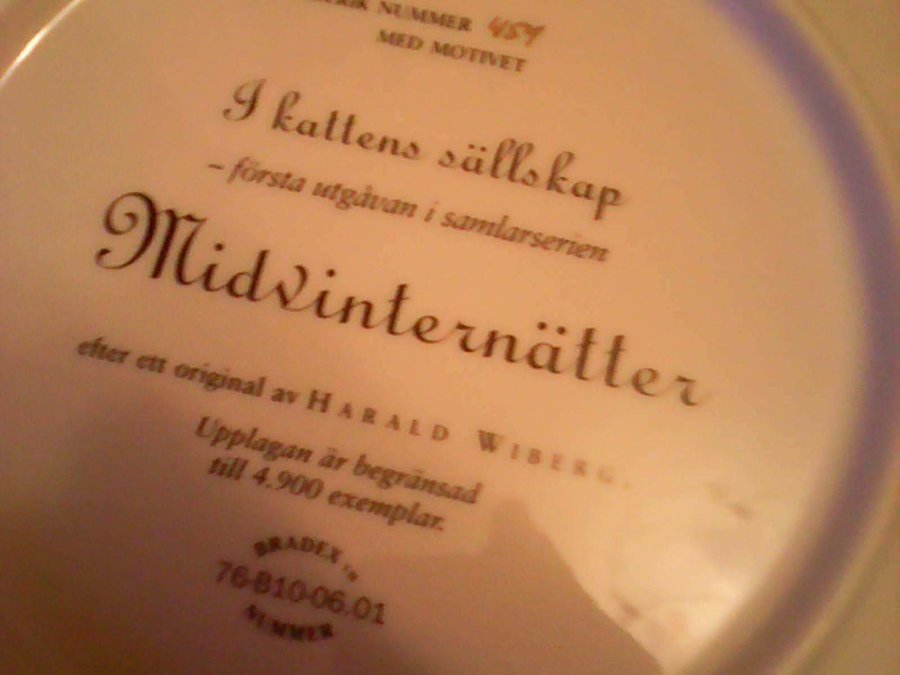 NUMMER 459
MED MOTIVET
I kattens sällskap
– första utgåvan i samlarserien
Midvinternätter
efter ett original av HARALD WIBERG.
Upplagan är begränsad
till 4.900 exemplar.
BRADEX
76-B10-06.01
NUMMER